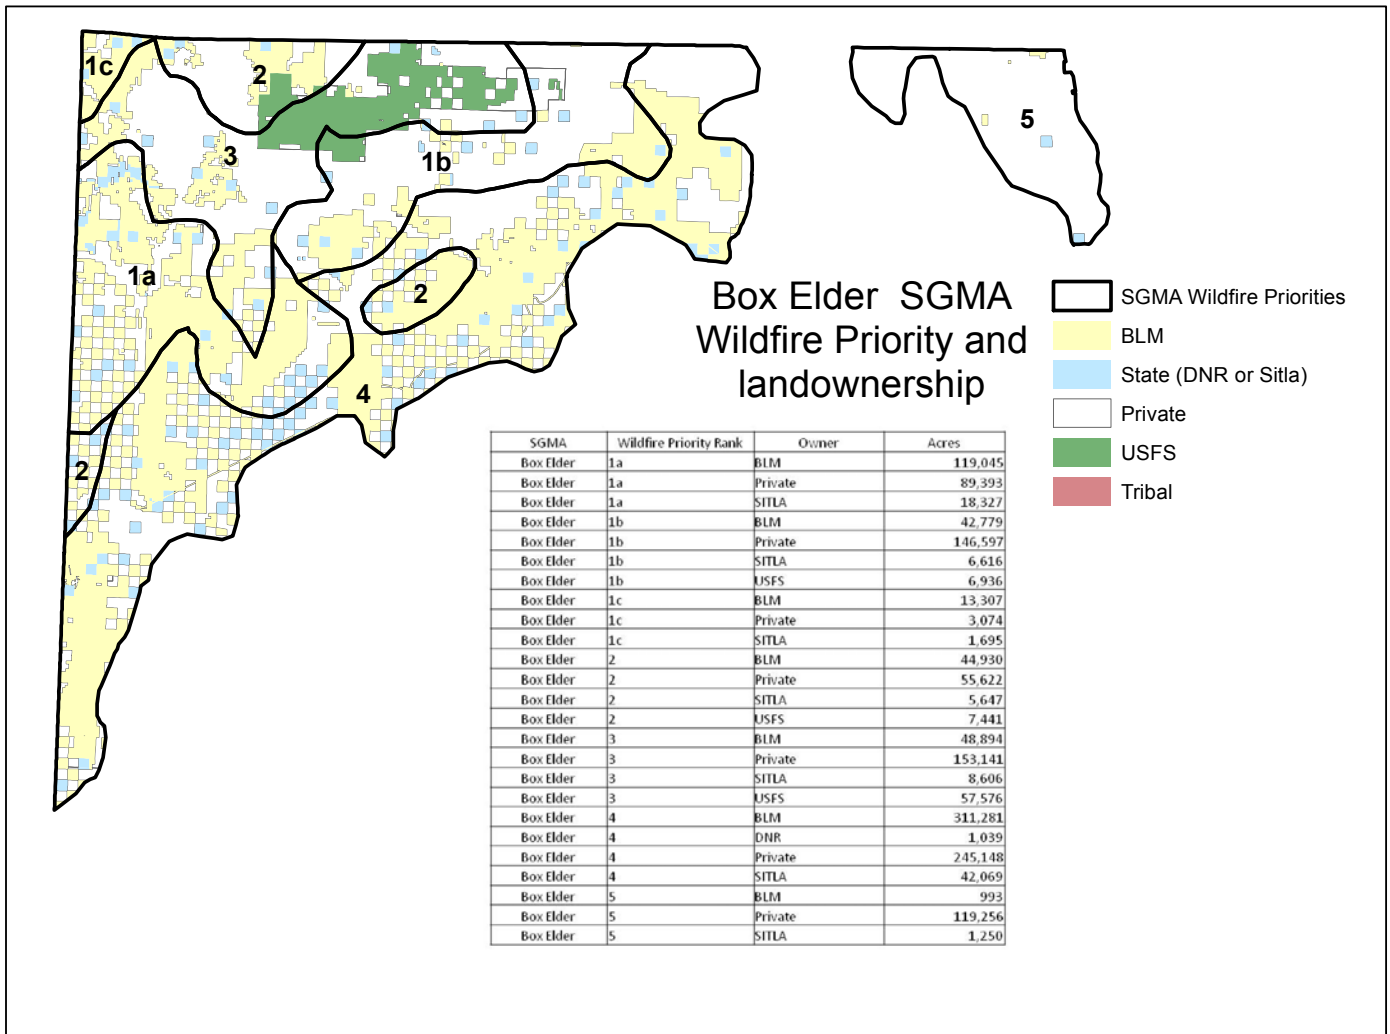 1c
2
3
1b
5
1a
2
4
2
Box Elder SGMA
Wildfire Priority and
landownership
SGMA Wildfire Priorities
BLM
State (DNR or Sitla)
Private
USFS
Tribal
SGMA Wildfire Priority Rank Owner Acres
Box Elder 1a BLM 119,045
Box Elder 1a Private 89,393
Box Elder 1a SITLA 18,327
Box Elder 1b BLM 42,779
Box Elder 1b Private 146,597
Box Elder 1b SITLA 6,616
Box Elder 1b USFS 6,936
Box Elder 1c BLM 13,307
Box Elder 1c Private 3,074
Box Elder 1c SITLA 1,695
Box Elder 2 BLM 44,930
Box Elder 2 Private 55,622
Box Elder 2 SITLA 5,647
Box Elder 2 USFS 7,441
Box Elder 3 BLM 48,894
Box Elder 3 Private 153,141
Box Elder 3 SITLA 8,606
Box Elder 3 USFS 57,576
Box Elder 4 BLM 311,281
Box Elder 4 DNR 1,039
Box Elder 4 Private 245,148
Box Elder 4 SITLA 42,069
Box Elder 5 BLM 993
Box Elder 5 Private 119,256
Box Elder 5 SITLA 1,250